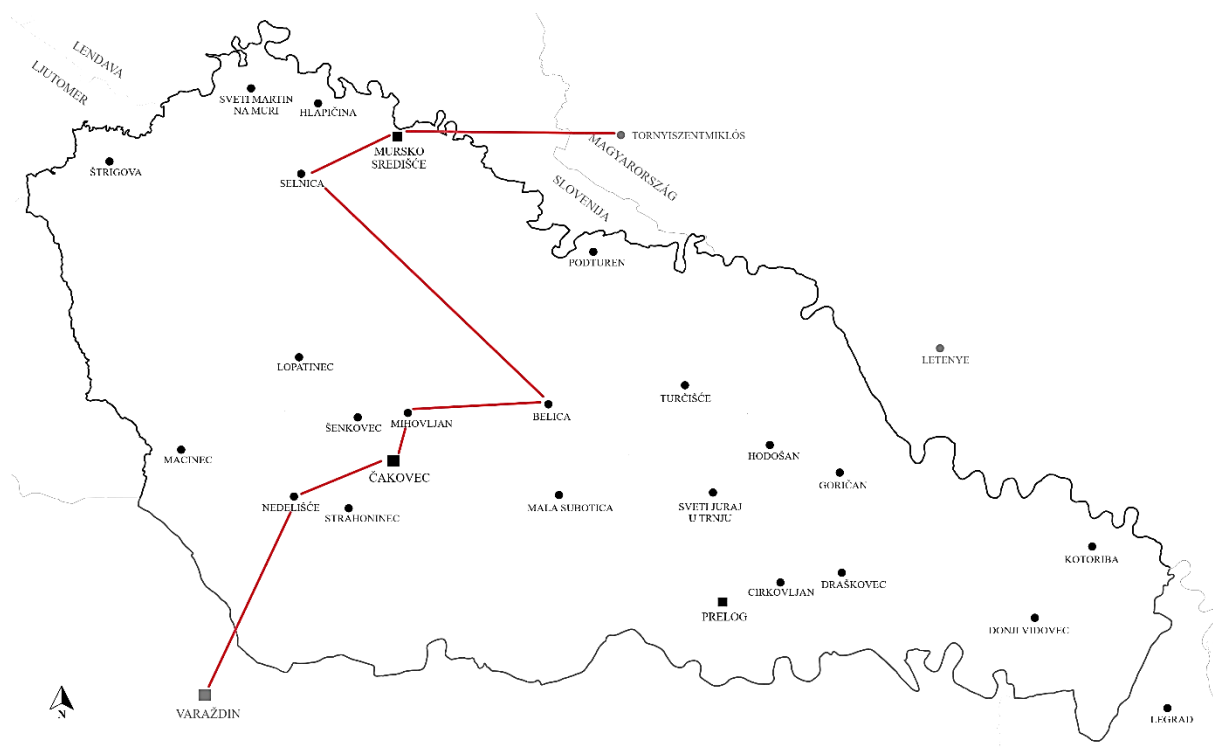 LENDAVA
LJUTOMER
SVETI MARTIN
NA MURI
HLAPIČINA
ŠTRIGOVA
MURSKO
SREDIŠĆE
TORNYISZENTMIKLÓS
MAGYARORSZÁG
SLOVENIJA
SELNICA
PODTUREN
LOPATINEC
LETENYE
TURČIŠĆE
BELICA
ŠENKOVEC
MIHOVLJAN
MACINEC
ČAKOVEC
HODOŠAN
GORIČAN
NEDELIŠĆE
STRAHONINEC
MALA SUBOTICA
SVETI JURAJ
U TRNJU
KOTORIBA
CIRKOVLJAN
DRAŠKOVEC
PRELOG
DONJI VIDOVEC
VARAŽDIN
N
LEGRAD